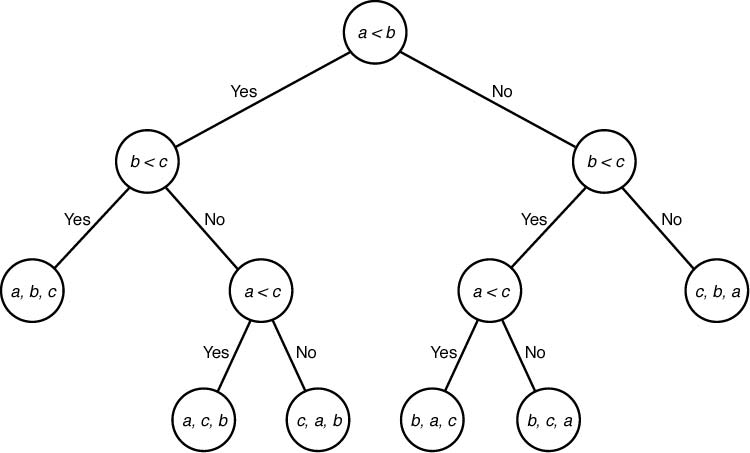 a < b
Yes
No
b < c
b < c
Yes
No
Yes
No
a, b, c
a < c
a < c
c, b, a
Yes
No
Yes
No
a, c, b
c, a, b
b, a, c
b, c, a